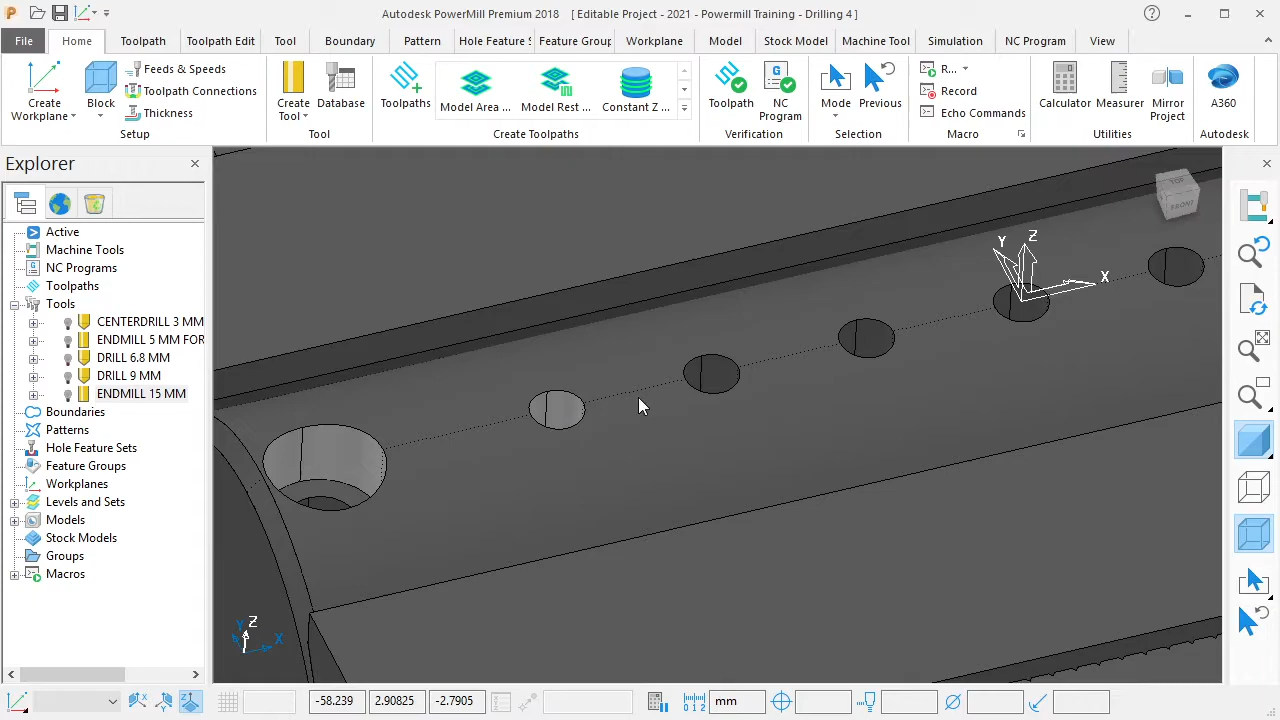 Autodesk PowerMill Premium 2018 [ Editable Project - 2021 - Powermill Training - Drilling 4 ]
File Home Toolpath Toolpath Edit Tool Boundary Pattern Hole Feature S Feature Group Workplane Model Stock Model Machine Tool Simulation NC Program View
Create Workplane
Block
Feeds & Speeds
Toolpath Connections
Thickness
Setup
Create Tool
Database
Tool
Toolpaths
Model Area ...
Model Rest ...
Constant Z ...
Create Toolpaths
Toolpath
NC Program
Verification
Mode
Previous
Selection
R...
Record
Echo Commands
Macro
Calculator
Measurer
Mirror Project
Utilities
A360
Autodesk
Explorer
Active
Machine Tools
NC Programs
Toolpaths
Tools
CENTERDRILL 3 MM
ENDMILL 5 MM FOR
DRILL 6.8 MM
DRILL 9 MM
ENDMILL 15 MM
Boundaries
Patterns
Hole Feature Sets
Feature Groups
Workplanes
Levels and Sets
Models
Stock Models
Groups
Macros
TOP
FRONT
Y Z X
Y Z X
-58.239 2.90825 -2.7905 mm